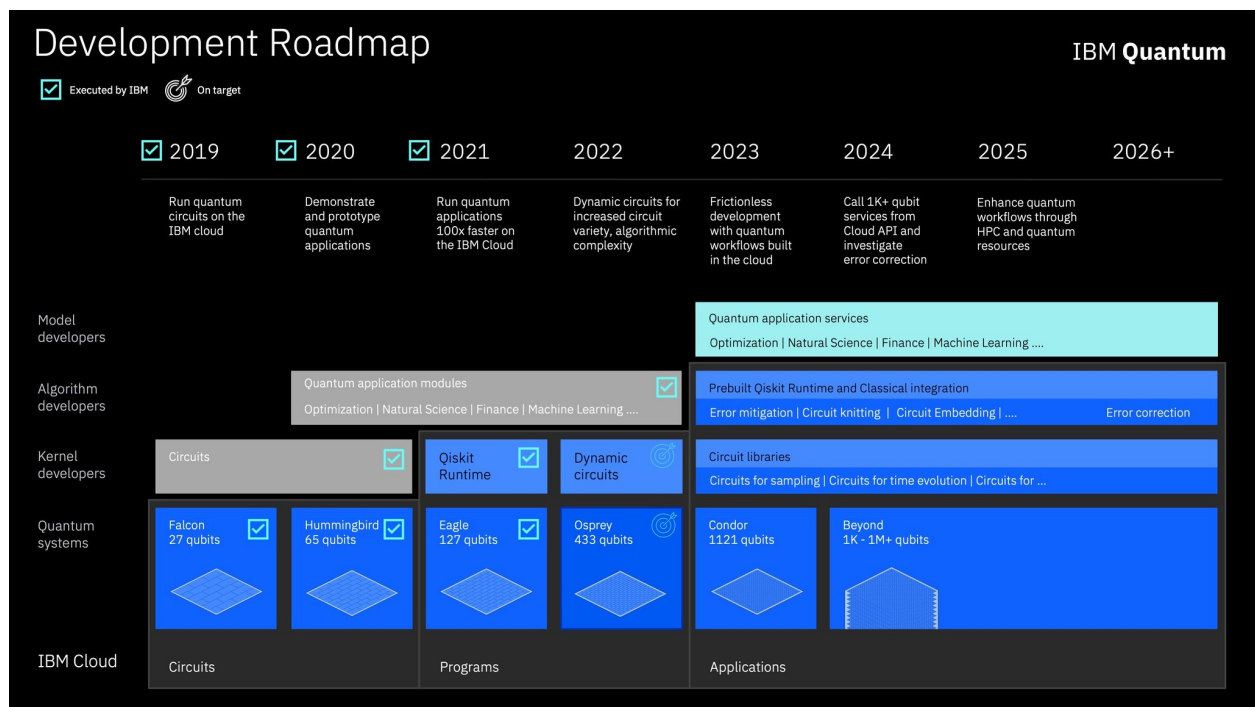 Development Roadmap
IBM Quantum
Executed by IBM
On target
2019
2020
2021
2022
2023
2024
2025
2026+
Run quantum
circuits on the
IBM cloud
Demonstrate
and prototype
quantum
applications
Run quantum
applications
100x faster on
the IBM Cloud
Dynamic circuits for
increased circuit
variety, algorithmic
complexity
Frictionless
development
with quantum
workflows built
in the cloud
Call 1K+ qubit
services from
Cloud API and
investigate
error correction
Enhance quantum
workflows through
HPC and quantum
resources
Model
developers
Quantum application services
Optimization | Natural Science | Finance | Machine Learning ....
Algorithm
developers
Quantum application modules
Optimization | Natural Science | Finance | Machine Learning ....
Prebuilt Qiskit Runtime and Classical integration
Error mitigation | Circuit knitting | Circuit Embedding | ....
Error correction
Kernel
developers
Circuits
Qiskit
Runtime
Dynamic
circuits
Circuit libraries
Circuits for sampling | Circuits for time evolution | Circuits for ...
Quantum
systems
Falcon
27 qubits
Hummingbird
65 qubits
Eagle
127 qubits
Osprey
433 qubits
Condor
1121 qubits
Beyond
1K - 1M+ qubits
IBM Cloud
Circuits
Programs
Applications